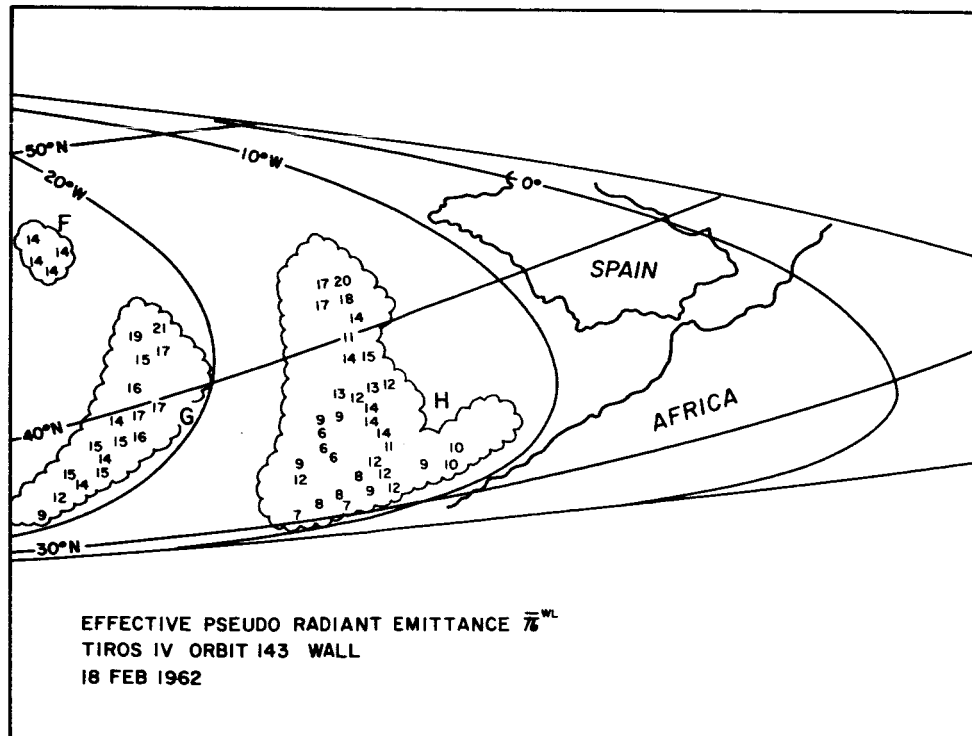 50°N
10°W
20°W
0°
F
14
14
14
14
SPAIN
17 20
17 18
14
11
14 15
19 21
15 17
16
14 17 17
G
15 15 16
14
15 15
14
12
9
13 13 12
12
9 9 14
6 14
14
6 6 11
H
10
9 12 9 10
12 8 12
8 9 12
7 8 7
AFRICA
40°N
30°N
EFFECTIVE PSEUDO RADIANT EMITTANCE
TIROS IV ORBIT 143 WALL
18 FEB 1962